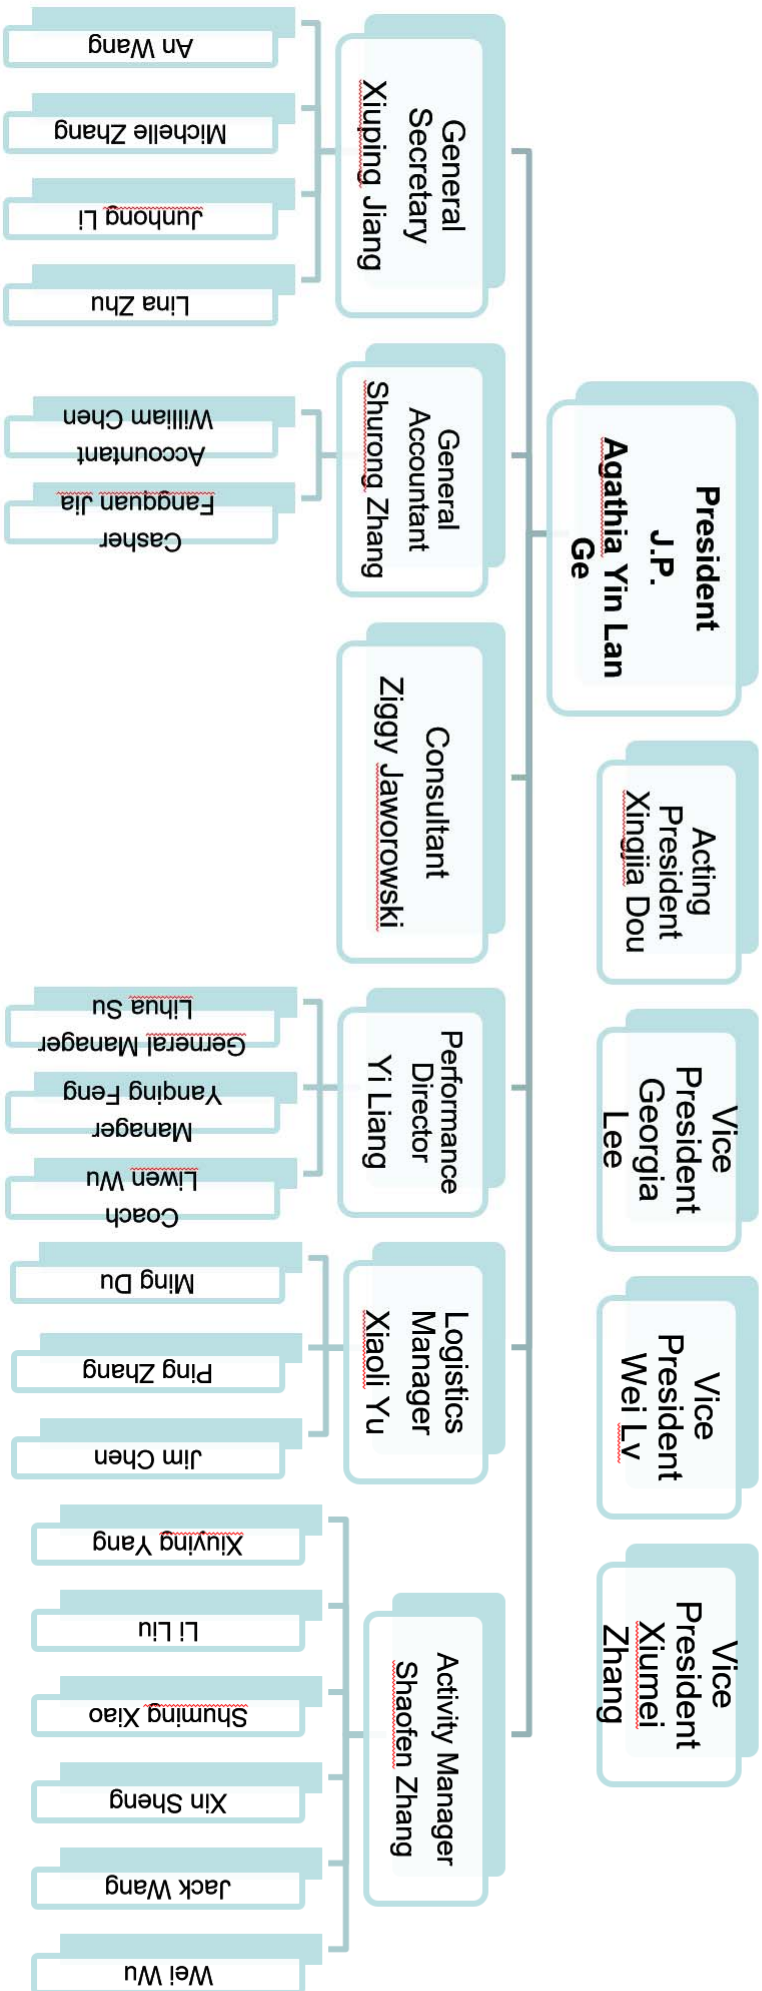 President
J.P.
Agathia Yin Lan
Ge
Acting
President
Xingjia Dou
Vice
President
Georgia
Lee
Vice
President
Wei Lv
Vice
President
Xiumei
Zhang
General
Secretary
Xiuping Jiang
General
Accountant
Shurong Zhang
Consultant
Ziggy Jaworowski
Performance
Director
Yi Liang
Logistics
Manager
Xiaoli Yu
Activity Manager
Shaofen Zhang
An Wang
Michelle Zhang
Junhong Li
Lina Zhu
Accountant
William Chen
Casher
Fangquan Jia
Gerneral Manager
Lihua Su
Manager
Yanqing Feng
Coach
Liwen Wu
Ming Du
Ping Zhang
Jim Chen
Xiuying Yang
Li Liu
Shuming Xiao
Xin Sheng
Jack Wang
Wei Wu